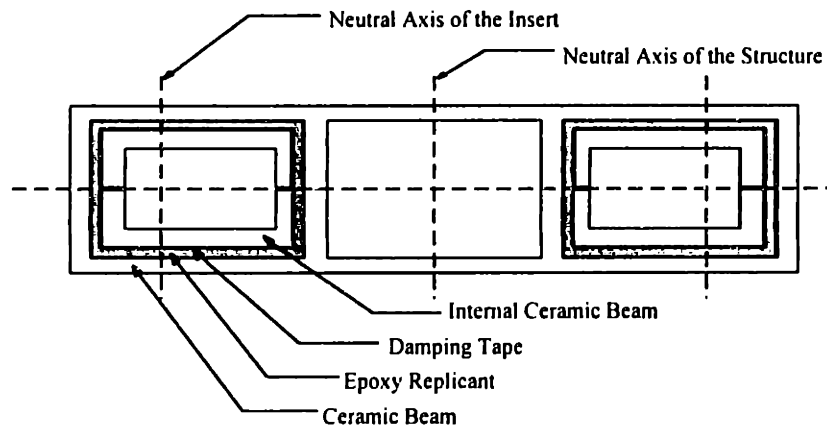 Neutral Axis of the Insert
Neutral Axis of the Structure
Internal Ceramic Beam
Damping Tape
Epoxy Replicant
Ceramic Beam